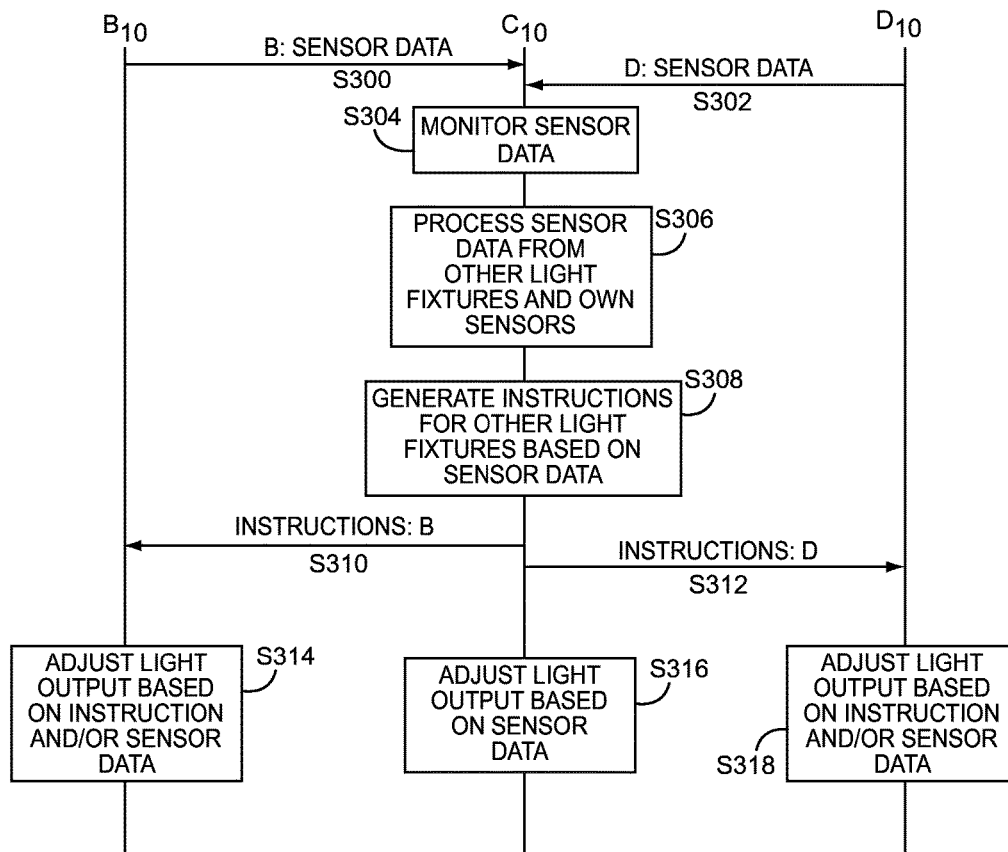 B10
C10
D10
B: SENSOR DATA
S300
D: SENSOR DATA
S302
S304
MONITOR SENSOR
DATA
PROCESS SENSOR
DATA FROM
OTHER LIGHT
FIXTURES AND OWN
SENSORS
S306
GENERATE INSTRUCTIONS
FOR OTHER LIGHT
FIXTURES BASED ON
SENSOR DATA
S308
INSTRUCTIONS: B
S310
INSTRUCTIONS: D
S312
ADJUST LIGHT
OUTPUT BASED
ON INSTRUCTION
AND/OR SENSOR
DATA
S314
ADJUST LIGHT
OUTPUT BASED
ON SENSOR
DATA
S316
ADJUST LIGHT
OUTPUT BASED
ON INSTRUCTION
AND/OR SENSOR
DATA
S318